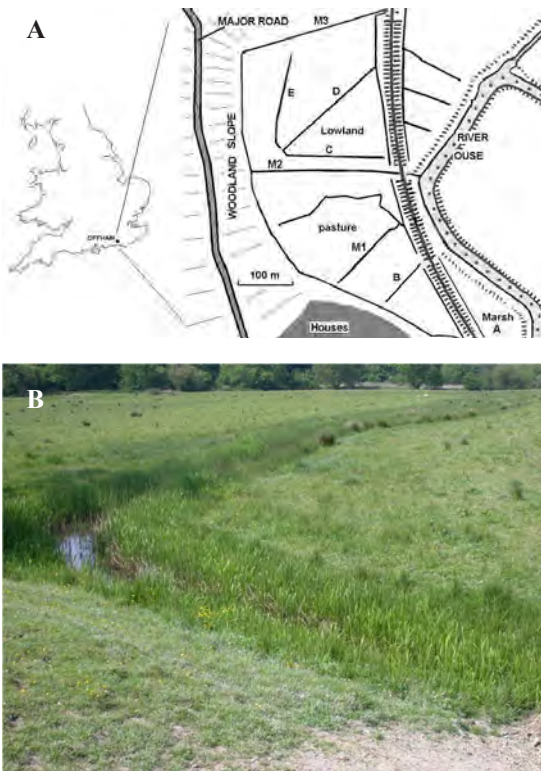 A
MAJOR ROAD
M3
E
D
Lowland
C
WOODLAND SLOPE
M2
RIVER
OUSE
OFFHAM
pasture
M1
B
100 m
Houses
Marsh
A
B